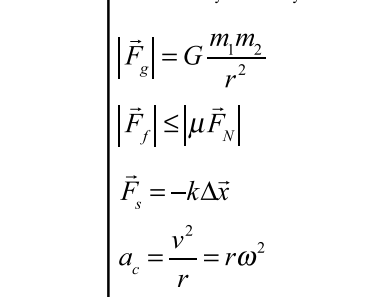 |F⃗_g| = G m₁m₂/r²
|F⃗_f| ≤ |μF⃗_N|
F⃗_s = −kΔx⃗
a_c = v²/r = rω²